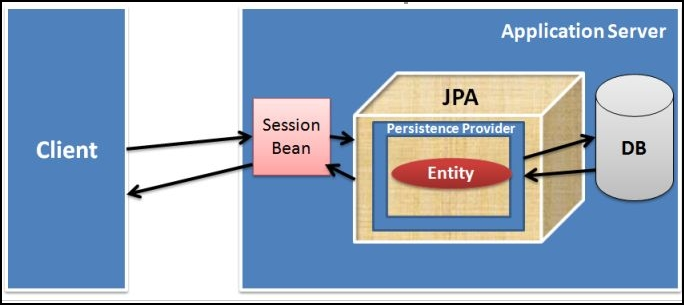 Application Server
JPA
Persistence Provider
Session
Bean
Client
DB
Entity